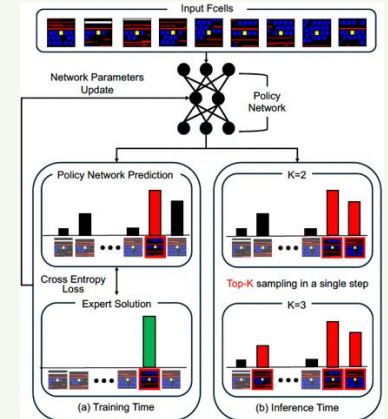 Input Fcells
Network Parameters
Update
Policy
Network
Policy Network Prediction
K=2
Cross Entropy
Loss
Top-K sampling in a single step
Expert Solution
K=3
(a) Training Time
(b) Inference Time